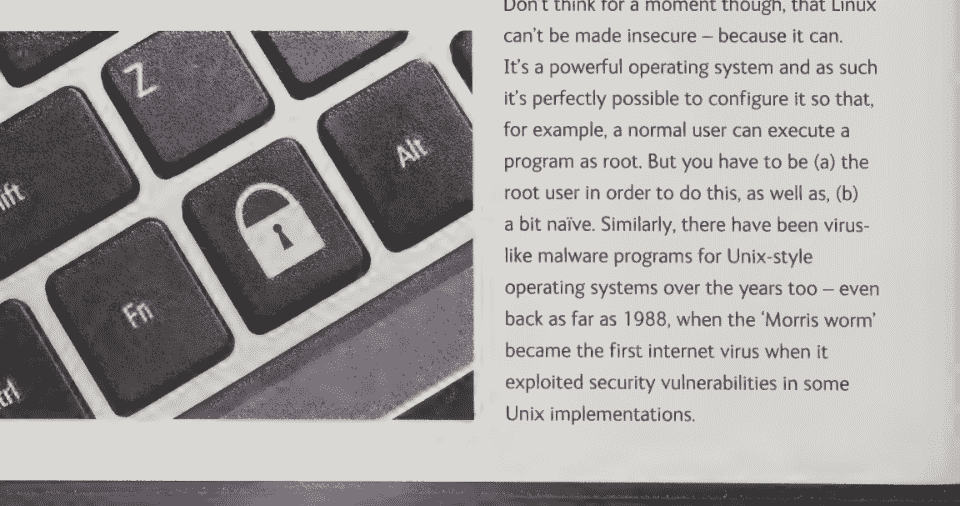 Z
Alt
ift
Fn
trl
Don't think for a moment though, that Linux
can't be made insecure – because it can.
It's a powerful operating system and as such
it's perfectly possible to configure it so that,
for example, a normal user can execute a
program as root. But you have to be (a) the
root user in order to do this, as well as, (b)
a bit naïve. Similarly, there have been virus-
like malware programs for Unix-style
operating systems over the years too – even
back as far as 1988, when the ‘Morris worm’
became the first internet virus when it
exploited security vulnerabilities in some
Unix implementations.